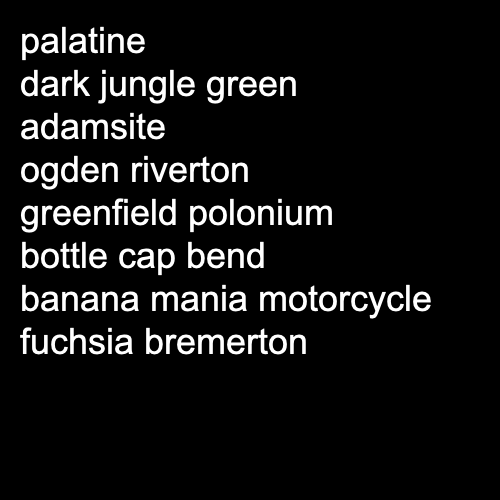 palatine
dark jungle green
adamsite
ogden riverton
greenfield polonium
bottle cap bend
banana mania motorcycle
fuchsia bremerton